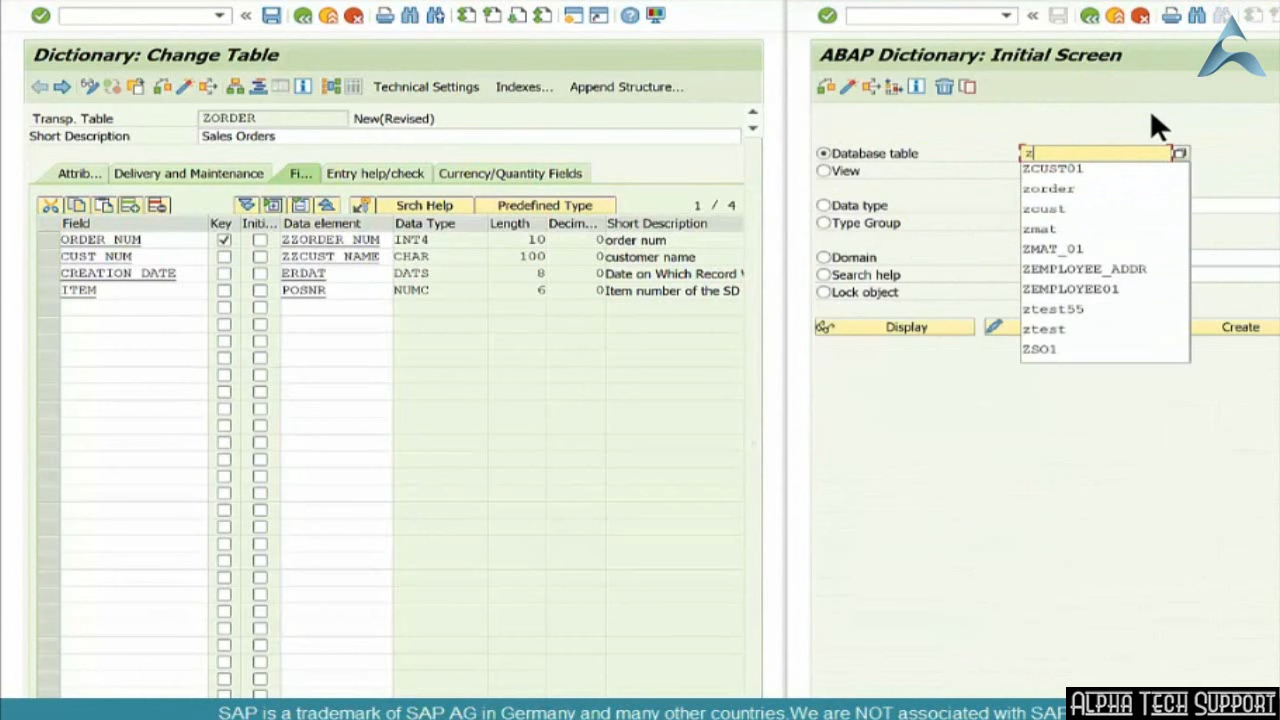 Dictionary: Change Table
Technical Settings Indexes... Append Structure...
Transp. Table ZORDER New(Revised)
Short Description Sales Orders
Attrib... Delivery and Maintenance Fi... Entry help/check Currency/Quantity Fields
Srch Help Predefined Type 1 / 4
Field Key Initi... Data element Data Type Length Decim... Short Description
ORDER_NUM ZZORDER_NUM INT4 10 0 order num
CUST_NUM ZZCUST_NAME CHAR 100 0 customer name
CREATION_DATE ERDAT DATS 8 0 Date on Which Record
ITEM POSNR NUMC 6 0 Item number of the SD
ABAP Dictionary: Initial Screen
Database table z
View
Data type
Type Group
Domain
Search help
Lock object
ZCUST01
zorder
zcust
zmat
ZMAT_01
ZEMPLOYEE_ADDR
ZEMPLOYEE01
ztest55
ztest
ZSO1
Display Create
SAP is a trademark of SAP AG in Germany and many other countries.We are NOT associated with SAP
Alpha Tech Support